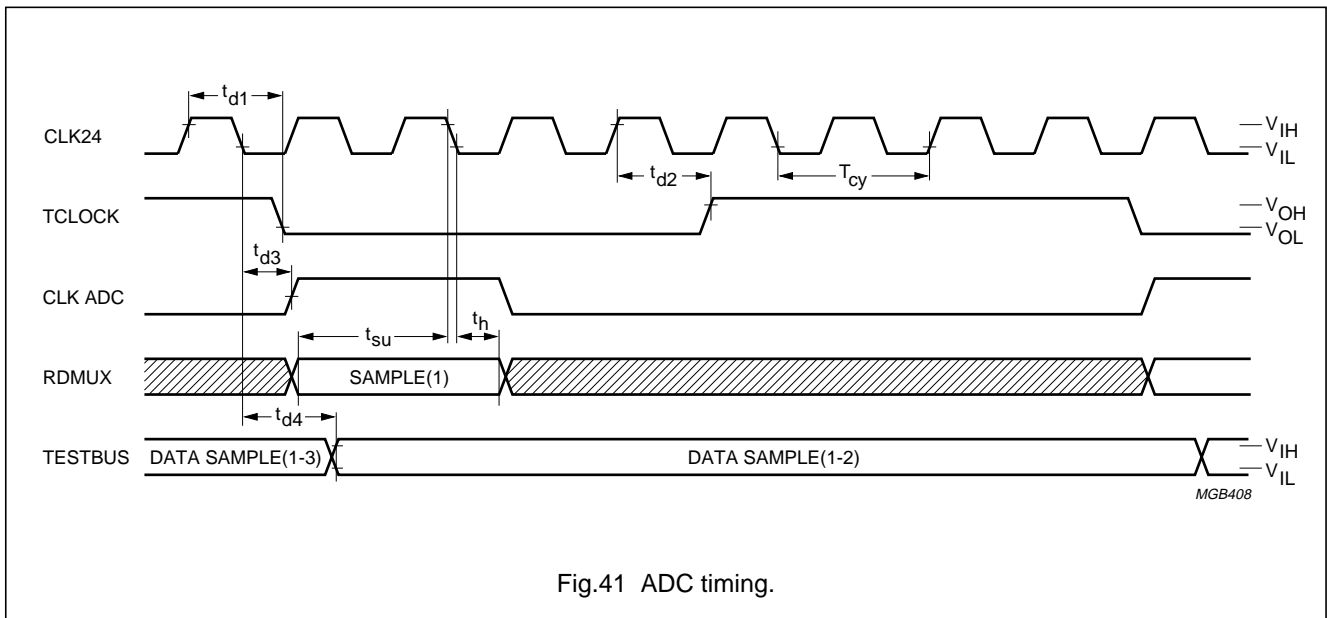 td1
CLK24
VIH
VIL
td2
Tcy
TCLOCK
VOH
VOL
td3
CLK ADC
tsu
th
RDMUX
SAMPLE(1)
td4
TESTBUS
DATA SAMPLE(1-3)
DATA SAMPLE(1-2)
VIH
VIL
MGB408
Fig.41 ADC timing.